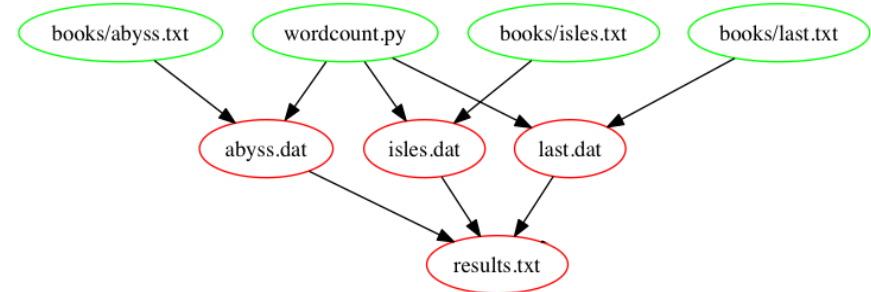 books/abyss.txt
wordcount.py
books/isles.txt
books/last.txt
abyss.dat
isles.dat
last.dat
results.txt